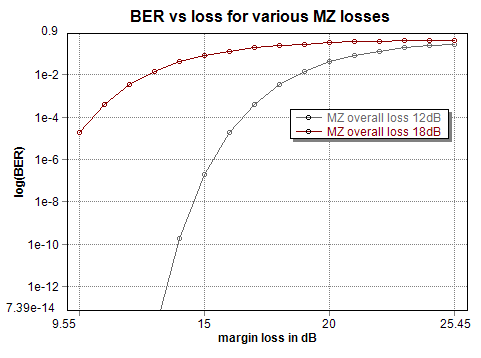 BER vs loss for various MZ losses
0.9
1e-2
1e-4
1e-6
1e-8
1e-10
1e-12
7.39e-14
log(BER)
MZ overall loss 12dB
MZ overall loss 18dB
9.55 15 20 25.45
margin loss in dB